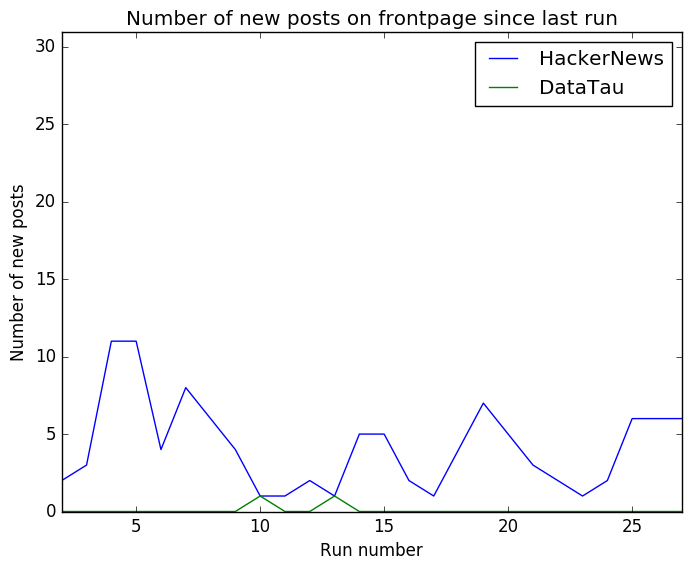 Number of new posts on frontpage since last run
HackerNews
DataTau
Number of new posts
30
25
20
15
10
5
0
5
10
15
20
25
Run number